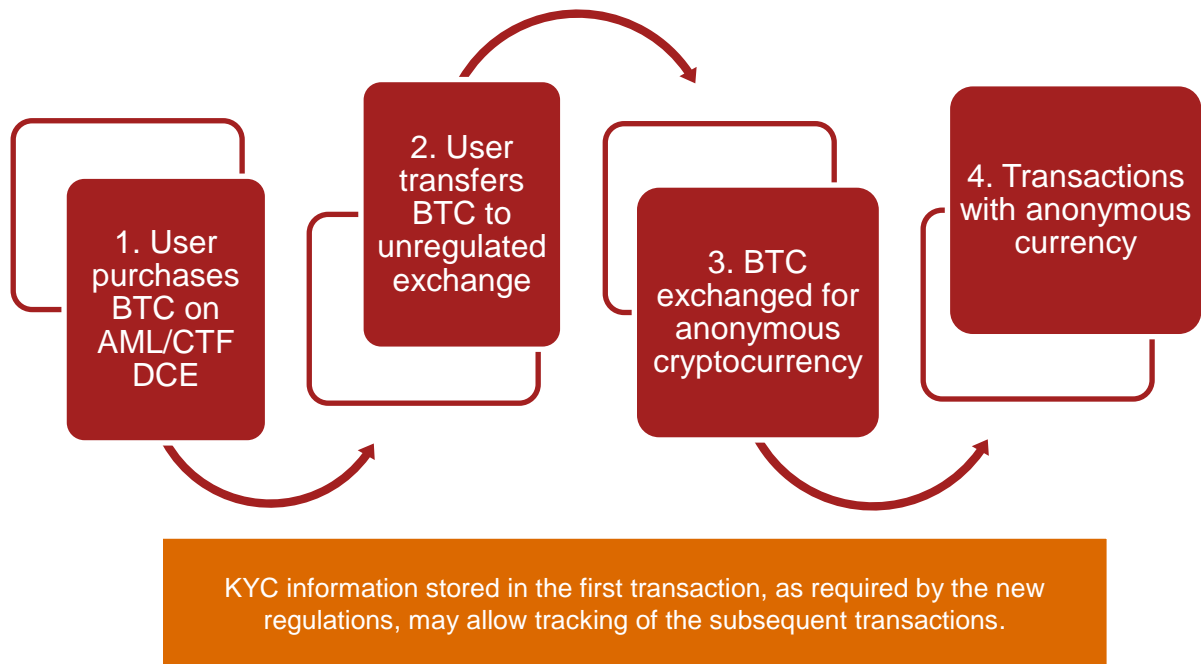 1. User
purchases
BTC on
AML/CTF
DCE
2. User
transfers
BTC to
unregulated
exchange
3. BTC
exchanged for
anonymous
cryptocurrency
4. Transactions
with anonymous
currency
KYC information stored in the first transaction, as required by the new
regulations, may allow tracking of the subsequent transactions.